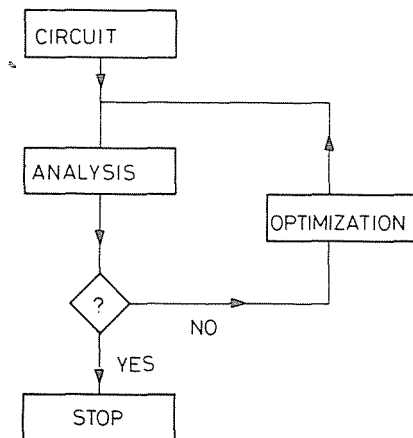 CIRCUIT
ANALYSIS
OPTIMIZATION
?
NO
YES
STOP